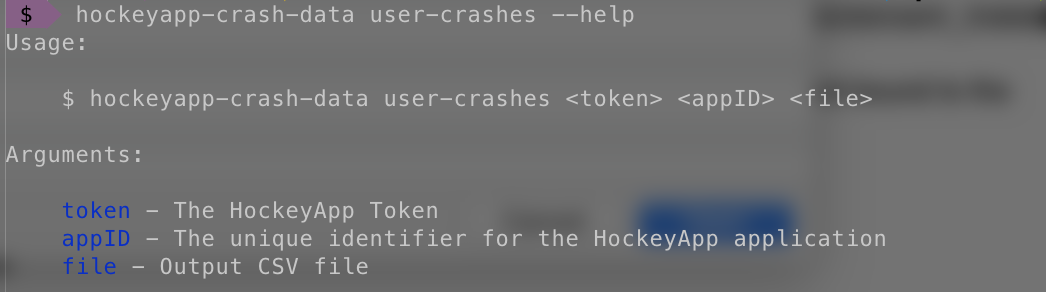 $ hockeyapp-crash-data user-crashes --help
Usage:
$ hockeyapp-crash-data user-crashes <token> <appID> <file>
Arguments:
token - The HockeyApp Token
appID - The unique identifier for the HockeyApp application
file - Output CSV file